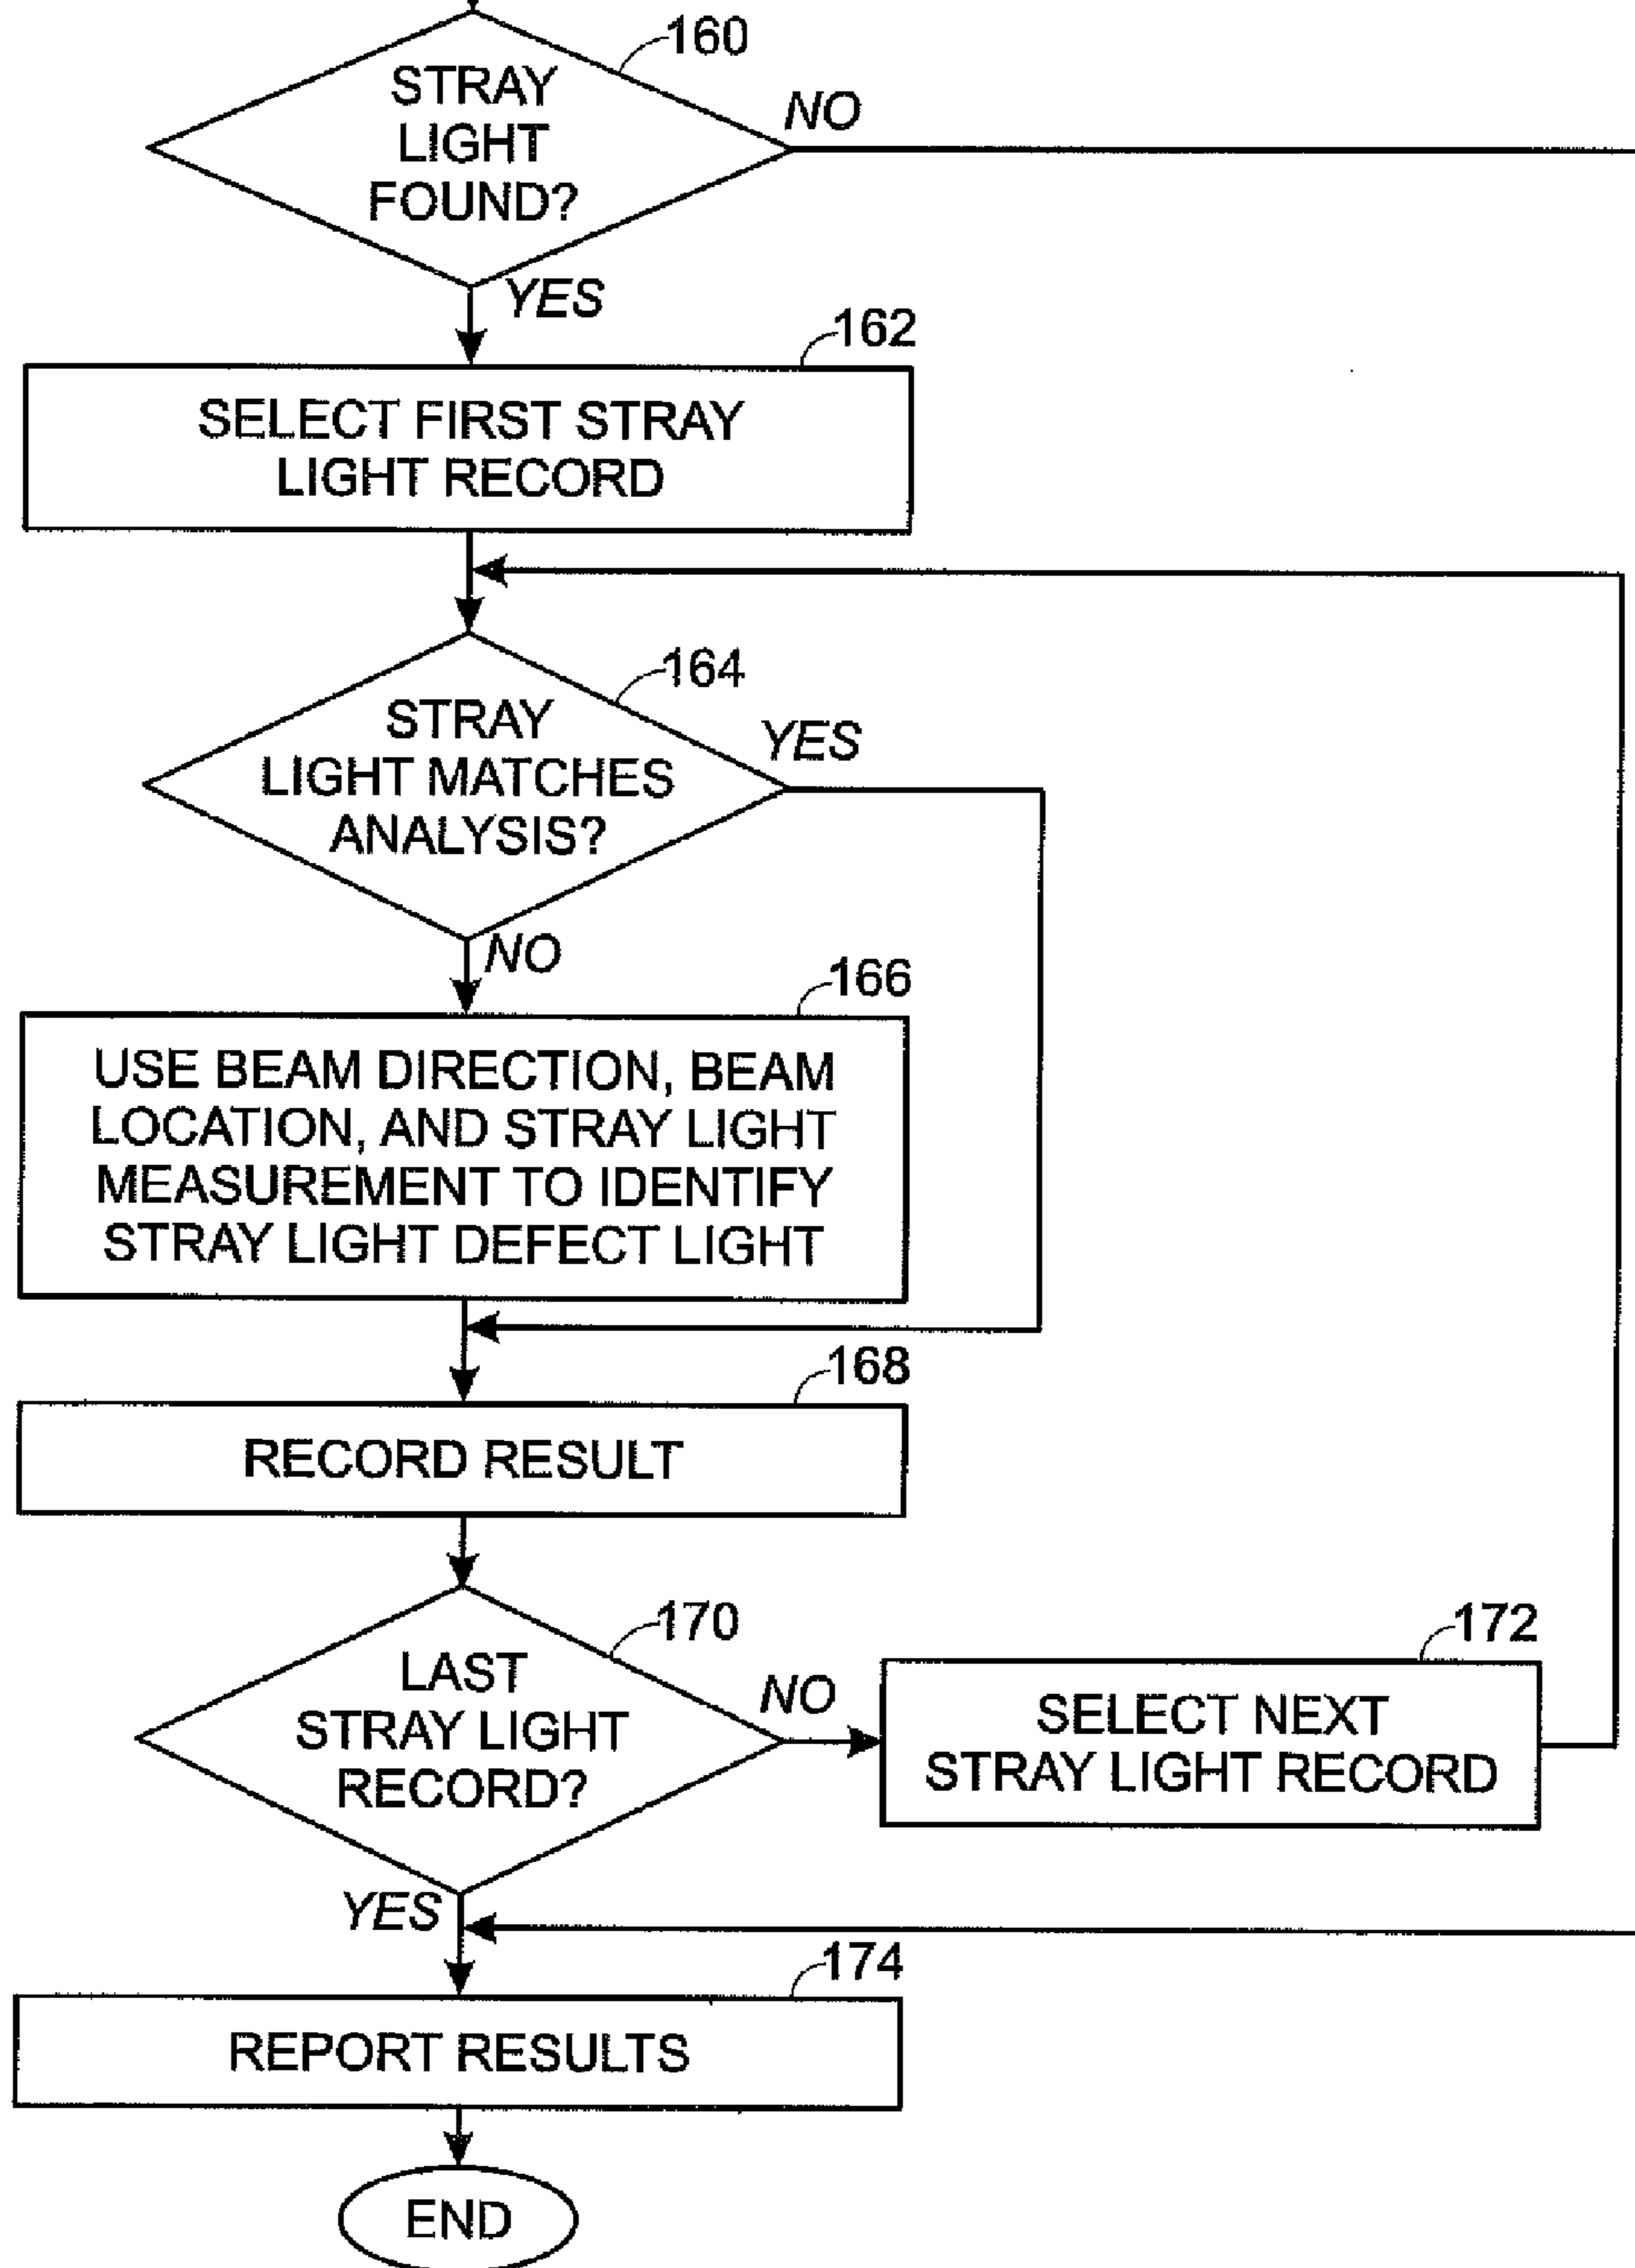 160
STRAY
LIGHT
FOUND?
NO
YES
162
SELECT FIRST STRAY
LIGHT RECORD
164
STRAY
LIGHT MATCHES
ANALYSIS?
YES
NO
166
USE BEAM DIRECTION, BEAM
LOCATION, AND STRAY LIGHT
MEASUREMENT TO IDENTIFY
STRAY LIGHT DEFECT LIGHT
168
RECORD RESULT
170
LAST
STRAY LIGHT
RECORD?
NO
172
SELECT NEXT
STRAY LIGHT RECORD
YES
174
REPORT RESULTS
END